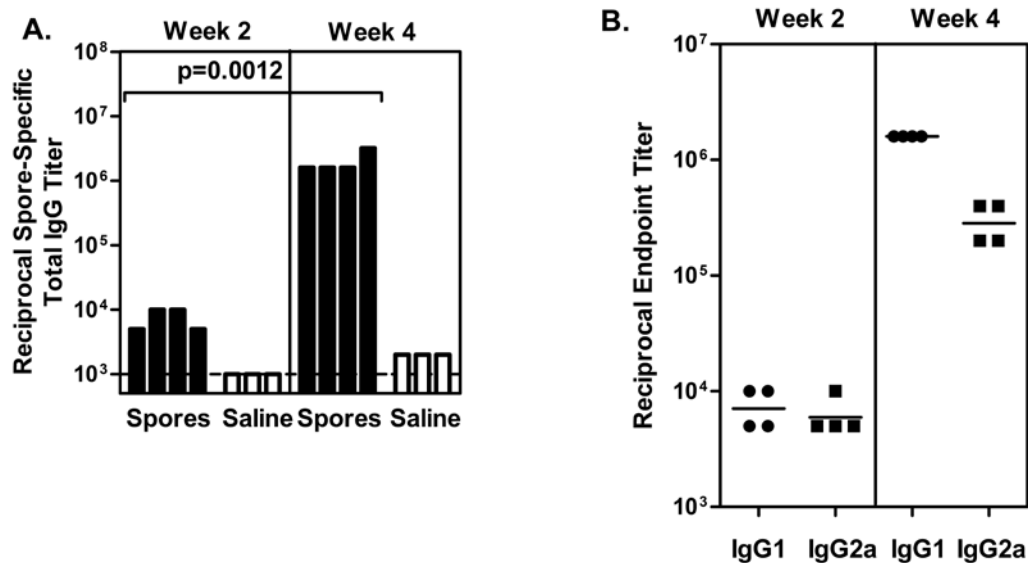 A.
Week 2 Week 4
p=0.0012
Reciprocal Spore-Specific
Total IgG Titer
10⁸
10⁷
10⁶
10⁵
10⁴
10³
Spores Saline Spores Saline
B.
Week 2 Week 4
Reciprocal Endpoint Titer
10⁷
10⁶
10⁵
10⁴
10³
IgG1 IgG2a IgG1 IgG2a